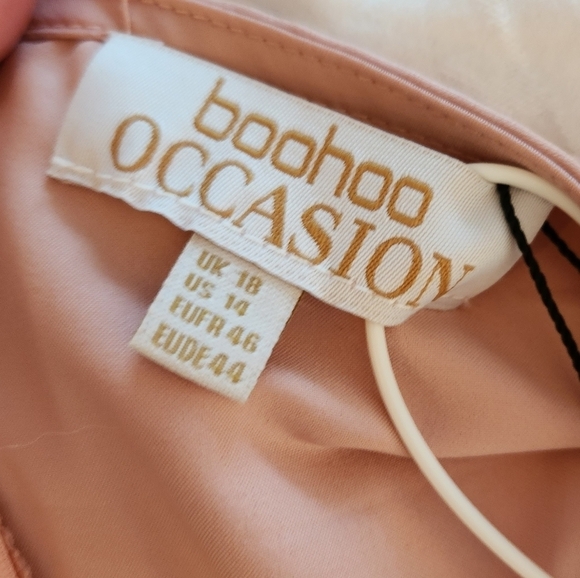 boohoo
OCCASION
UK 18
US 14
EUFR 46
EUDE 44